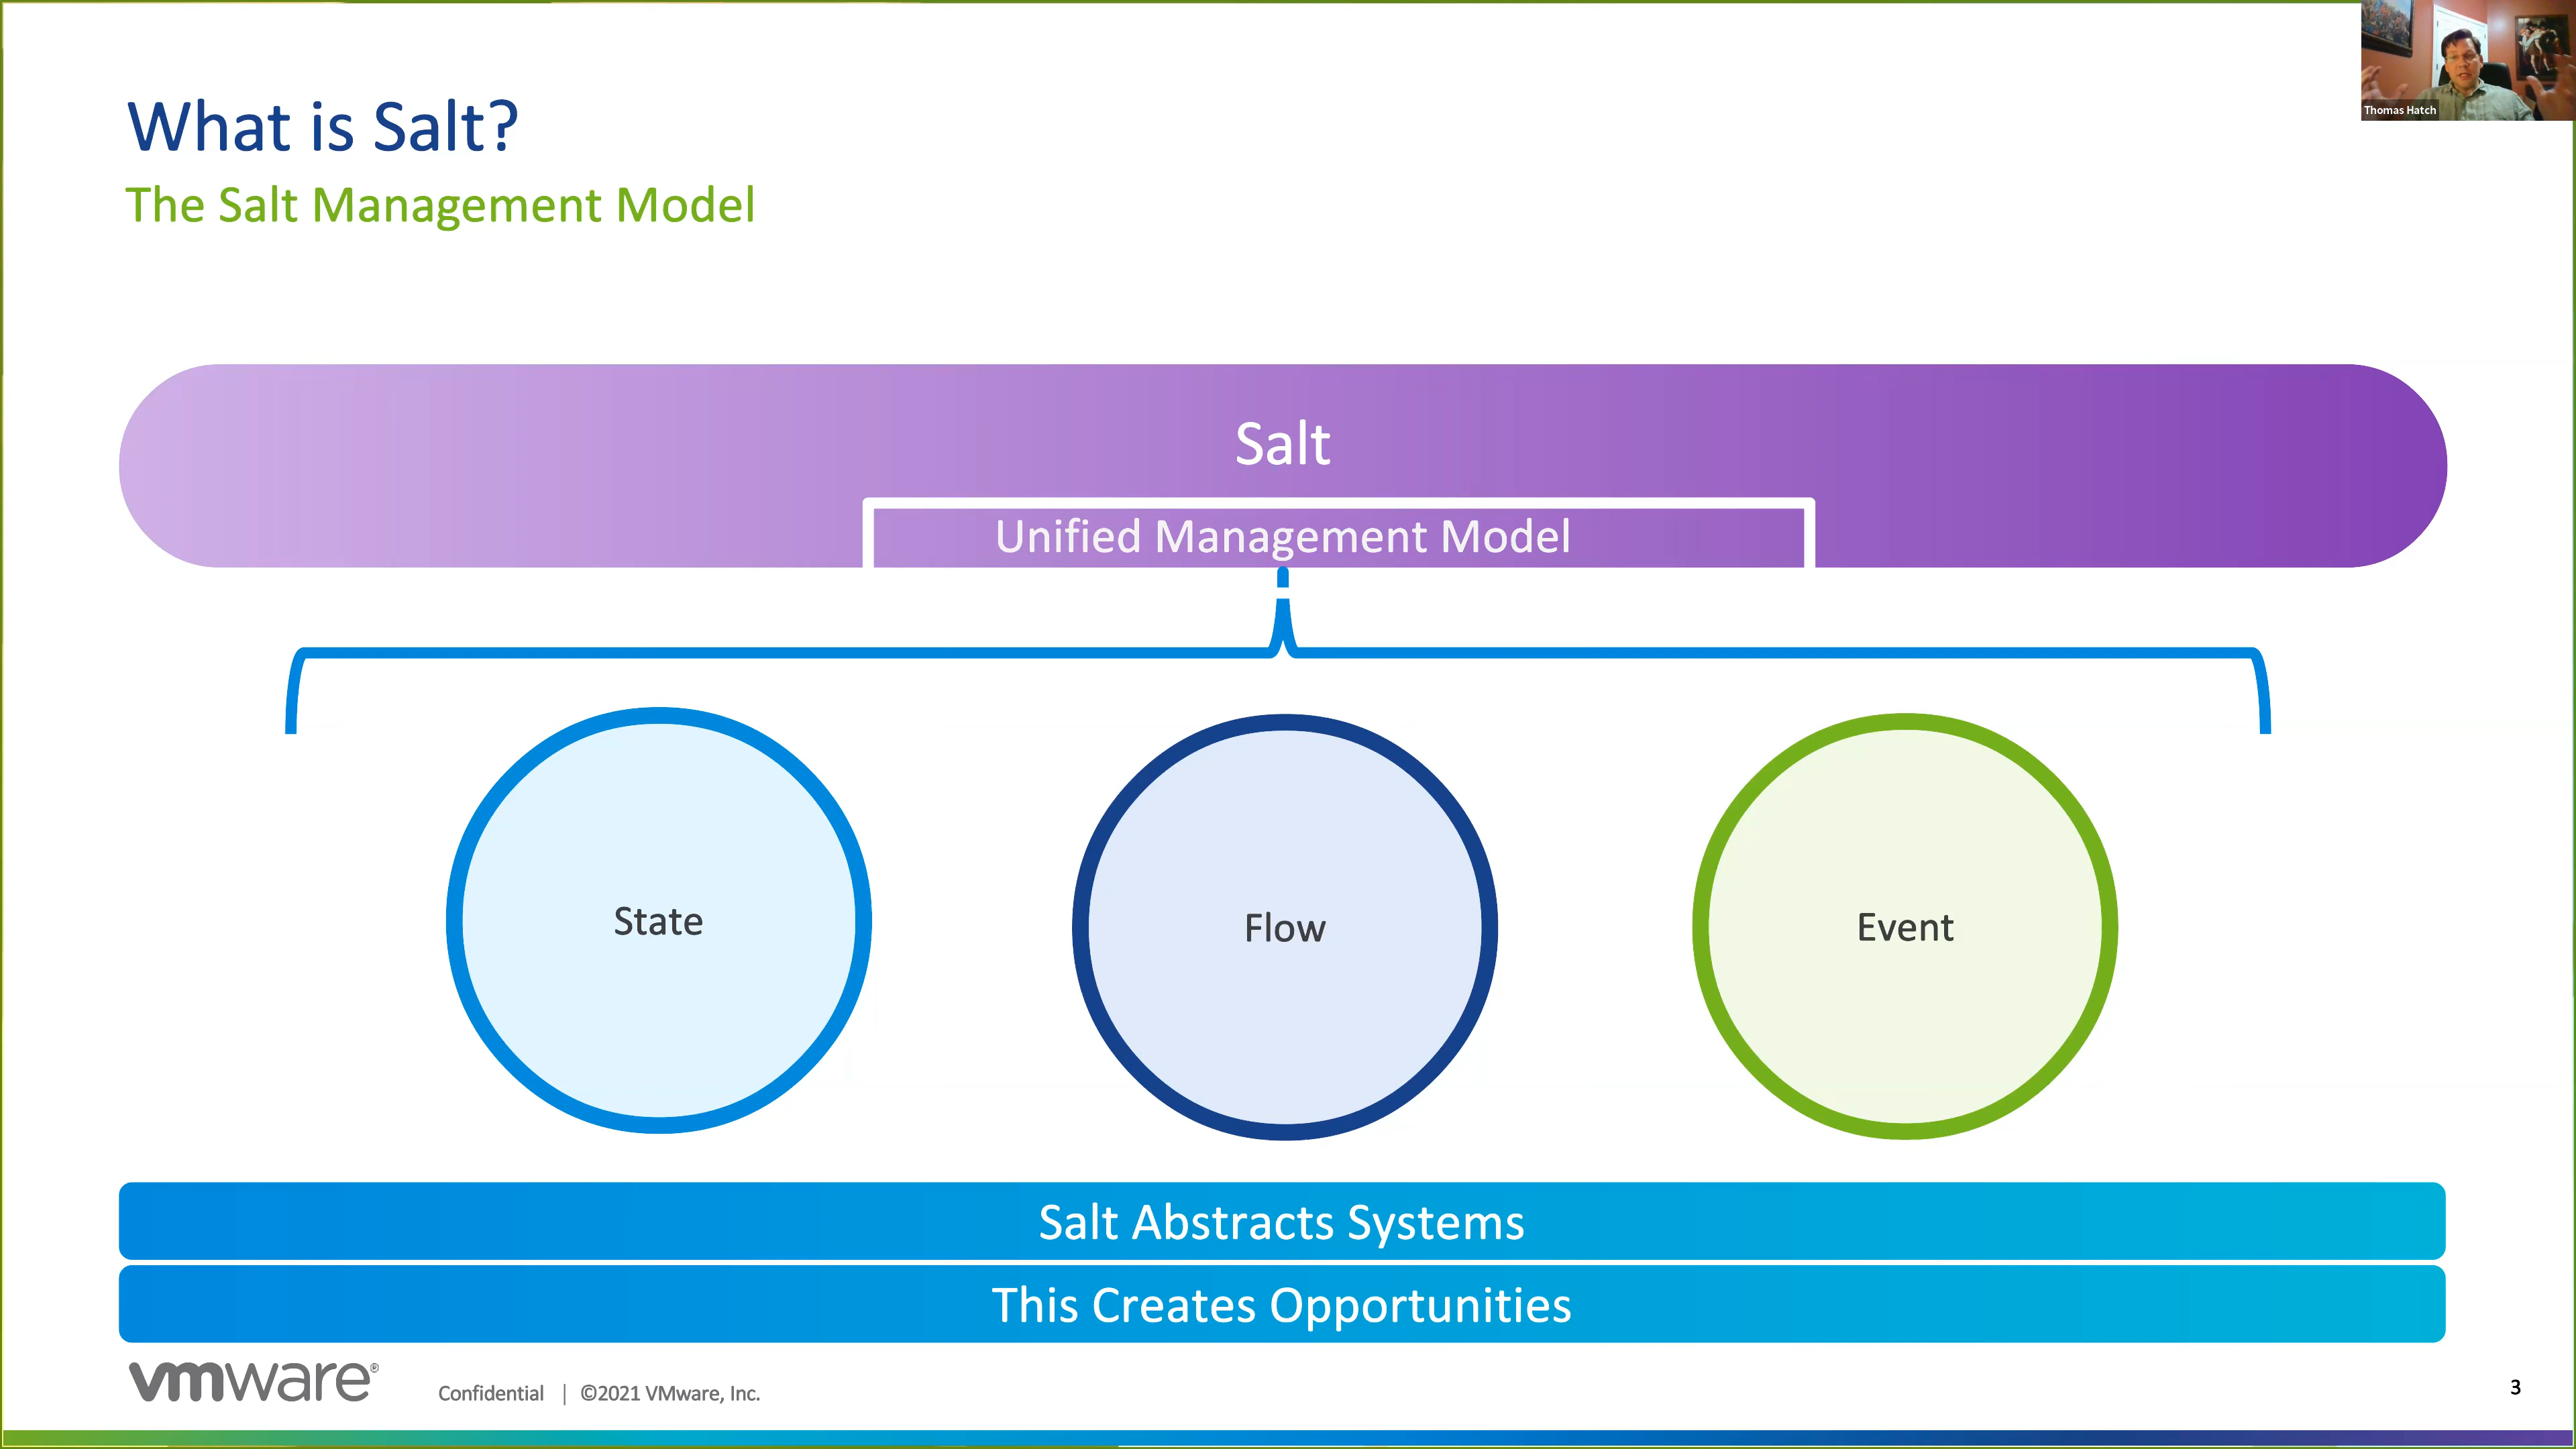 Thomas Hatch
What is Salt?
The Salt Management Model
Salt
Unified Management Model
State
Flow
Event
Salt Abstracts Systems
This Creates Opportunities
vmware®
Confidential | ©2021 VMware, Inc.
3